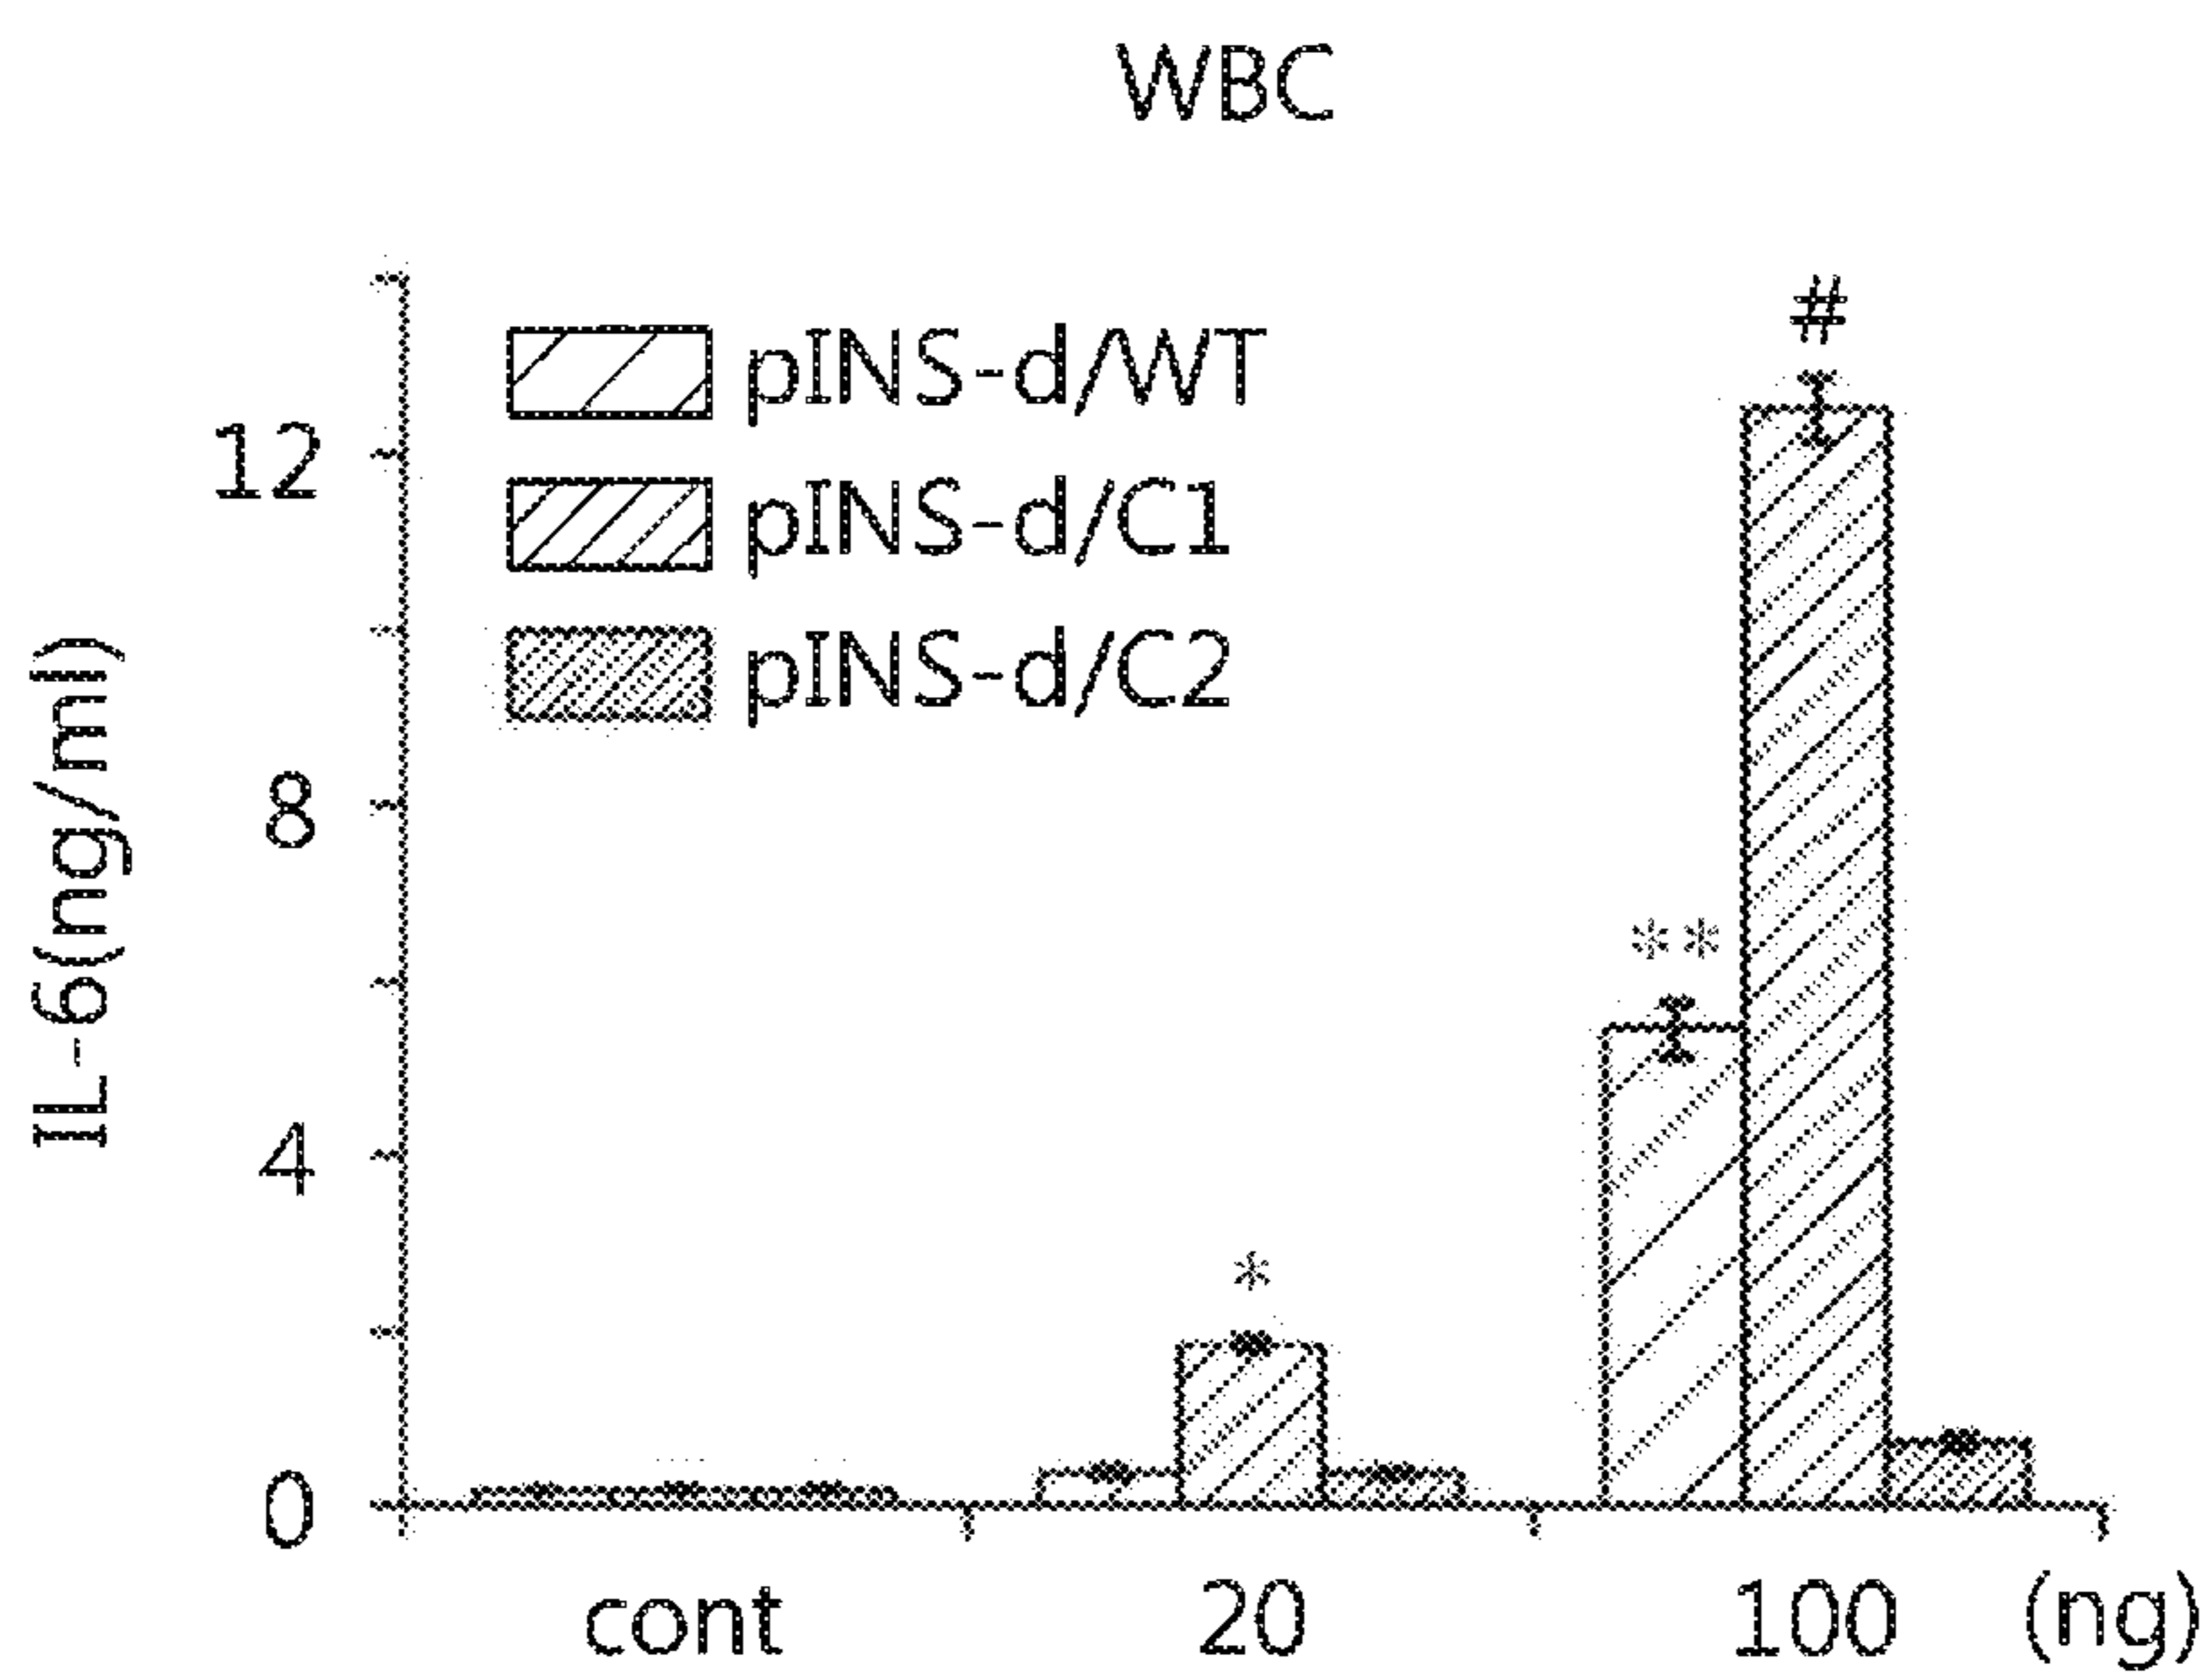 WBC
#
pINS-d/WT
12
pINS-d/C1
pINS-d/C2
IL-6(ng/ml)
8
**
4
*
0
cont 20 100 (ng)